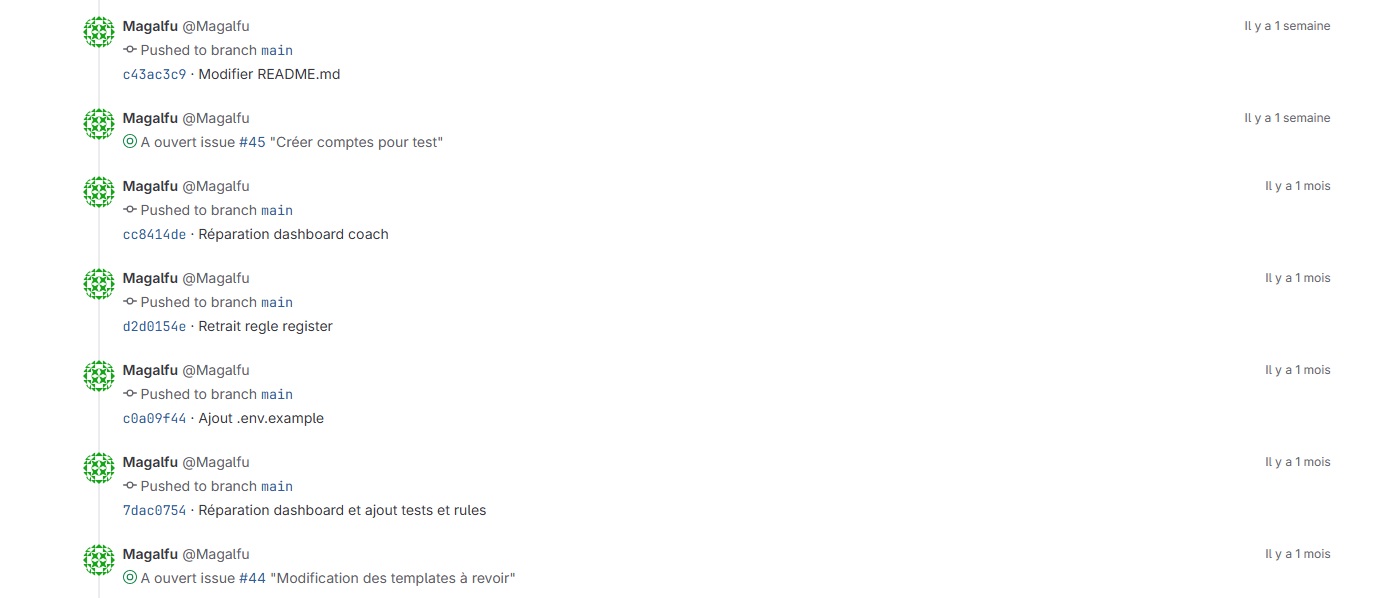 Magalfu @Magalfu Il y a 1 semaine
Pushed to branch main
c43ac3c9 · Modifier README.md
Magalfu @Magalfu Il y a 1 semaine
A ouvert issue #45 "Créer comptes pour test"
Magalfu @Magalfu Il y a 1 mois
Pushed to branch main
cc8414de · Réparation dashboard coach
Magalfu @Magalfu Il y a 1 mois
Pushed to branch main
d2d0154e · Retrait regle register
Magalfu @Magalfu Il y a 1 mois
Pushed to branch main
c0a09f44 · Ajout .env.example
Magalfu @Magalfu Il y a 1 mois
Pushed to branch main
7dac0754 · Réparation dashboard et ajout tests et rules
Magalfu @Magalfu Il y a 1 mois
A ouvert issue #44 "Modification des templates à revoir"